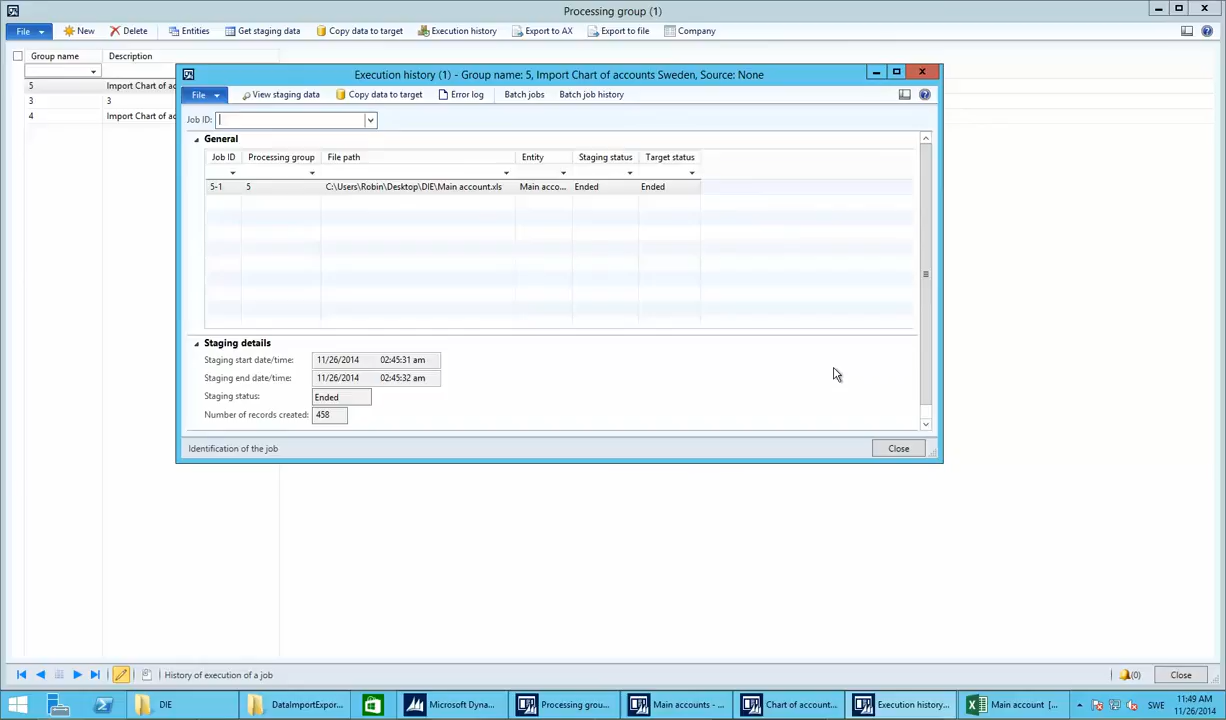 Processing group (1)
File New Delete Entities Get staging data Copy data to target Execution history Export to AX Export to file Company
Group name Description
5 Import Chart of ac
3 3
4 Import Chart of ac
Execution history (1) - Group name: 5, Import Chart of accounts Sweden, Source: None
File View staging data Copy data to target Error log Batch jobs Batch job history
Job ID:
General
Job ID Processing group File path Entity Staging status Target status
5-1 5 C:\Users\Robin\Desktop\DIE\Main account.xls Main acco... Ended Ended
Staging details
Staging start date/time: 11/26/2014 02:45:31 am
Staging end date/time: 11/26/2014 02:45:32 am
Staging status: Ended
Number of records created: 458
Identification of the job Close
History of execution of a job (0) Close
DIE DataImportExpor... Microsoft Dyna... Processing grou... Main accounts - ... Chart of account... Execution history... Main account [... SWE 11:49 AM
11/26/2014